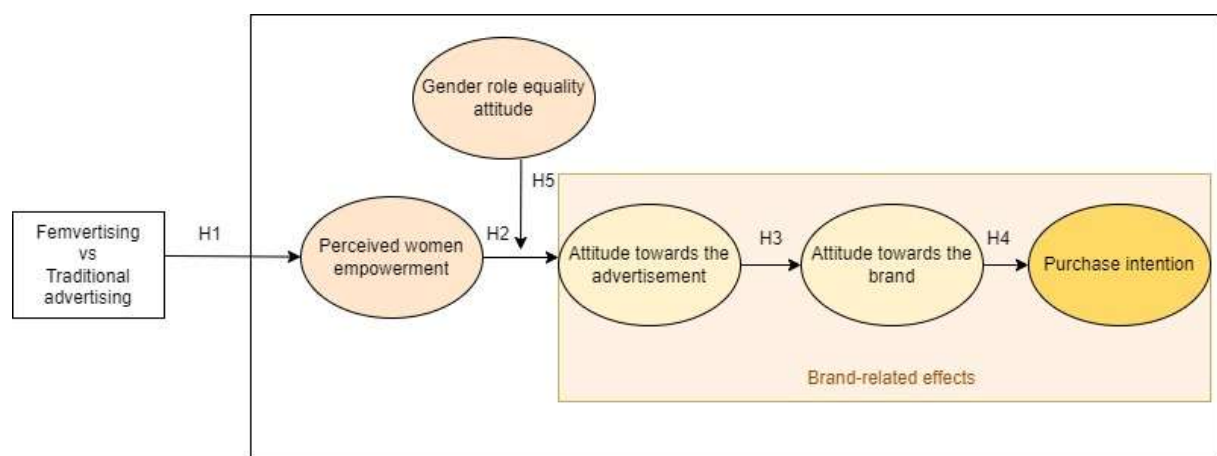 Gender role equality
attitude
H5
Femvertising
vs
Traditional
advertising
H1
Perceived women
empowerment
H2
Attitude towards the
advertisement
H3
Attitude towards the
brand
H4
Purchase intention
Brand-related effects